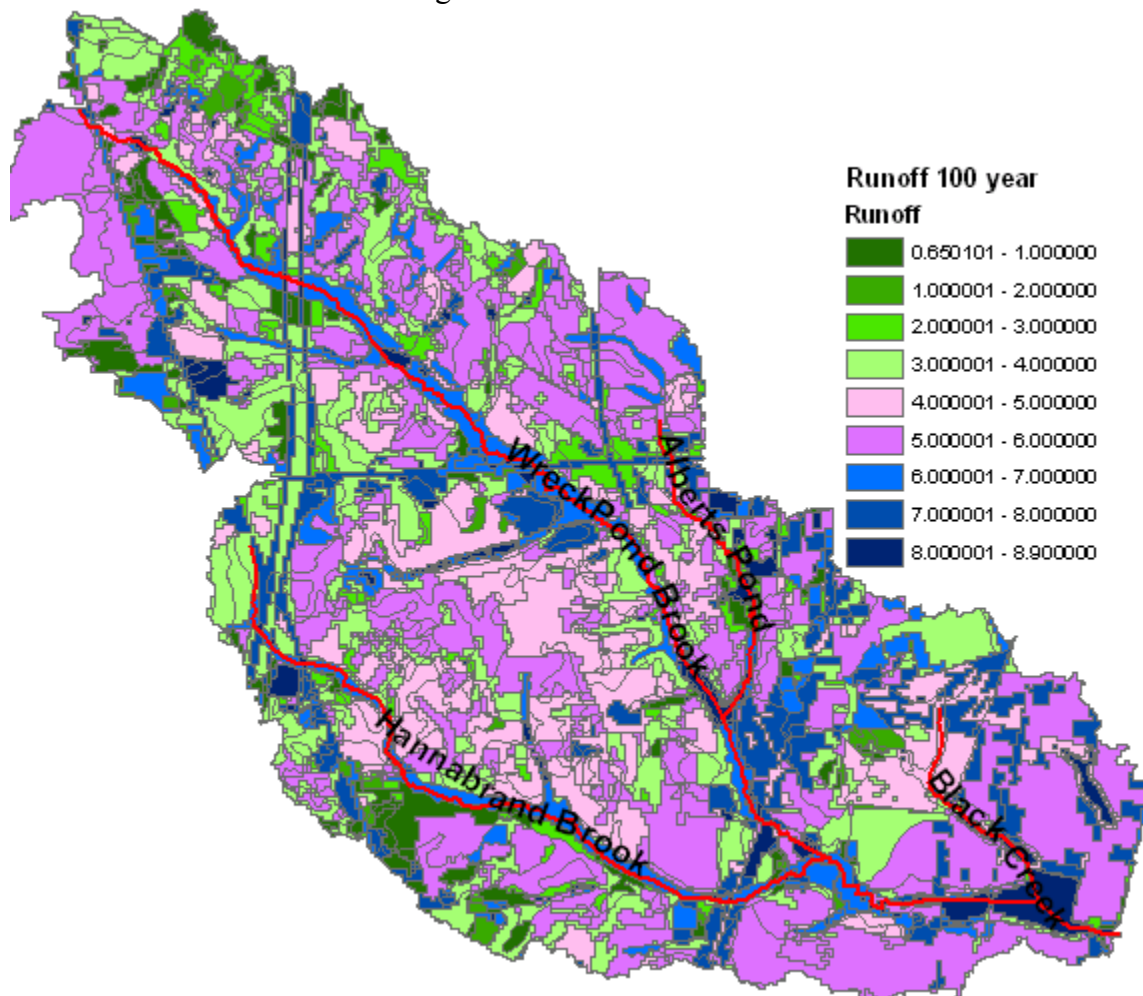 Runoff 100 year
Runoff
0.650101 - 1.000000
1.000001 - 2.000000
2.000001 - 3.000000
3.000001 - 4.000000
4.000001 - 5.000000
5.000001 - 6.000000
6.000001 - 7.000000
7.000001 - 8.000000
8.000001 - 8.900000
Alberts Pond
WreckPond Brook
Hannabrand Brook
Black Creek